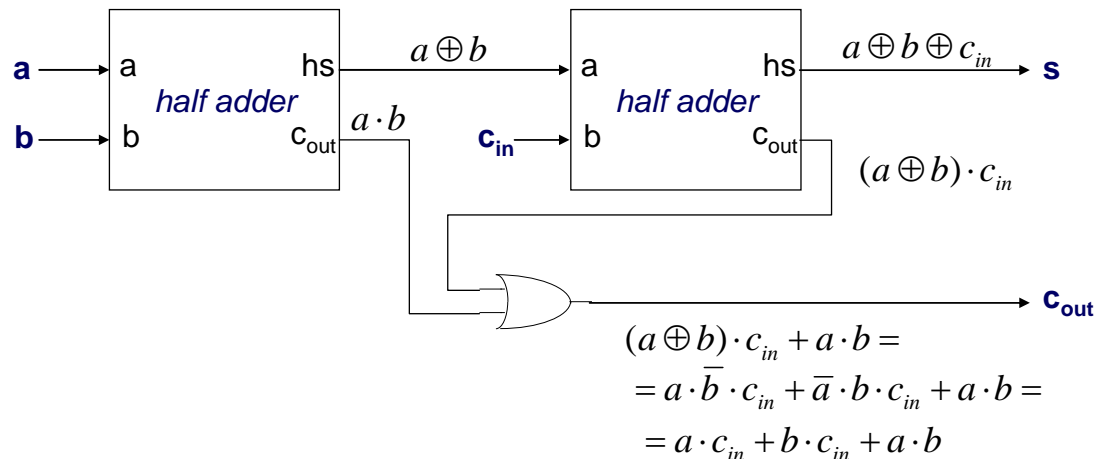 a ⊕ b
a ⊕ b ⊕ c_in
a
a
hs
a
hs
s
half adder
half adder
b
b
c_out
a · b
c_in
b
c_out
(a ⊕ b) · c_in
c_out
(a ⊕ b) · c_in + a · b =
= a · b̅ · c_in + a̅ · b · c_in + a · b =
= a · c_in + b · c_in + a · b